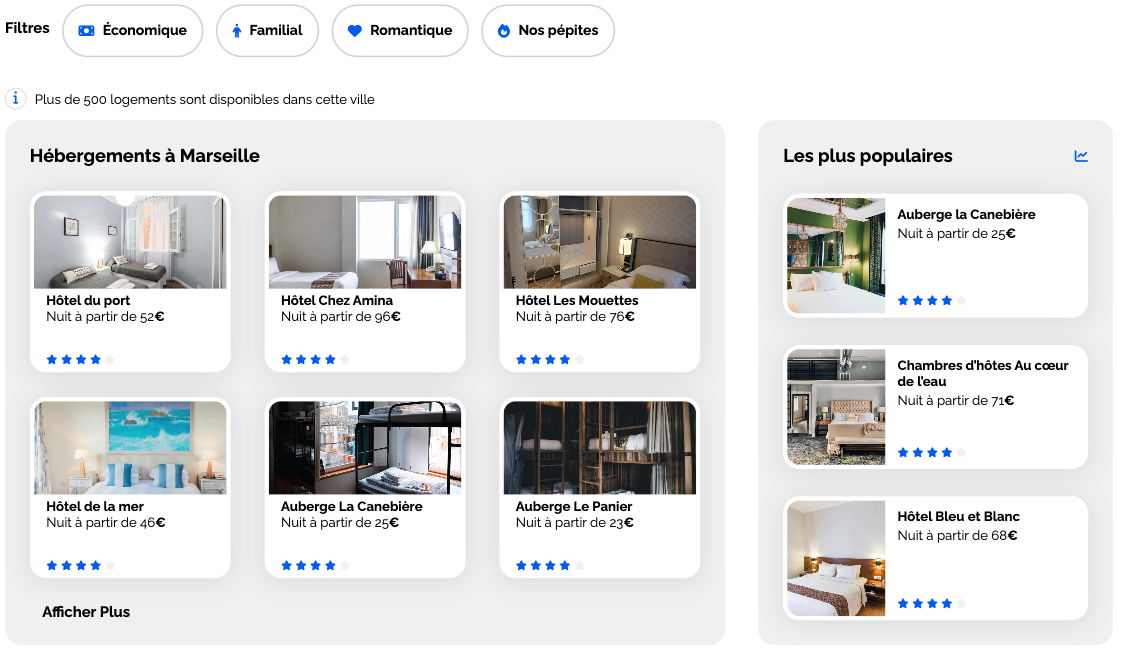 Filtres
Économique
Familial
Romantique
Nos pépites
Plus de 500 logements sont disponibles dans cette ville
Hébergements à Marseille
Hôtel du port
Nuit à partir de 52€
Hôtel Chez Amina
Nuit à partir de 96€
Hôtel Les Mouettes
Nuit à partir de 76€
Hôtel de la mer
Nuit à partir de 46€
Auberge La Canebière
Nuit à partir de 25€
Auberge Le Panier
Nuit à partir de 23€
Afficher Plus
Les plus populaires
Auberge la Canebière
Nuit à partir de 25€
Chambres d’hôtes Au cœur
de l’eau
Nuit à partir de 71€
Hôtel Bleu et Blanc
Nuit à partir de 68€